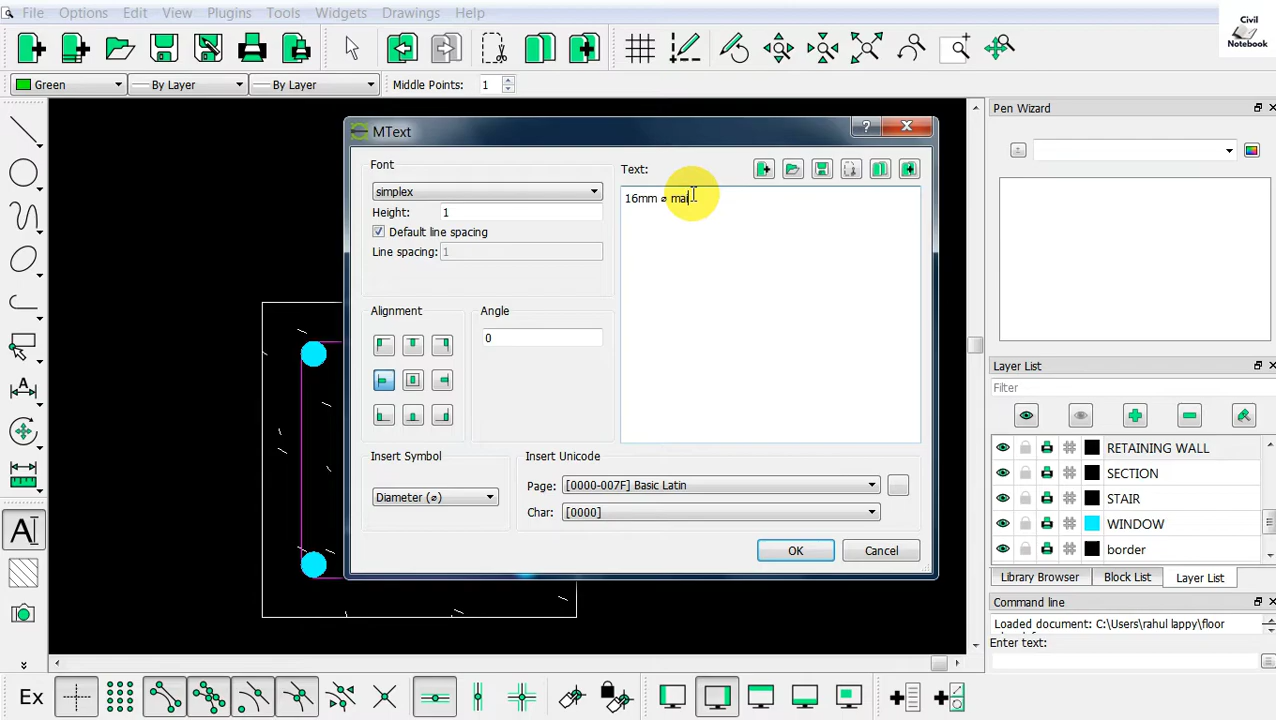 File Options Edit View Plugins Tools Widgets Drawings Help
Civil
Notebook
Green By Layer By Layer Middle Points: 1
MText
Font
simplex
Height: 1
Default line spacing
Line spacing: 1
Text:
16mm ⌀ mai
Alignment
Angle
0
Insert Symbol
Diameter (⌀)
Insert Unicode
Page: [0000-007F] Basic Latin
Char: [0000]
OK Cancel
Pen Wizard
Layer List
Filter
RETAINING WALL
SECTION
STAIR
WINDOW
border
Library Browser Block List Layer List
Command line
Loaded document: C:\Users\rahul lappy\floor
Enter text:
Ex